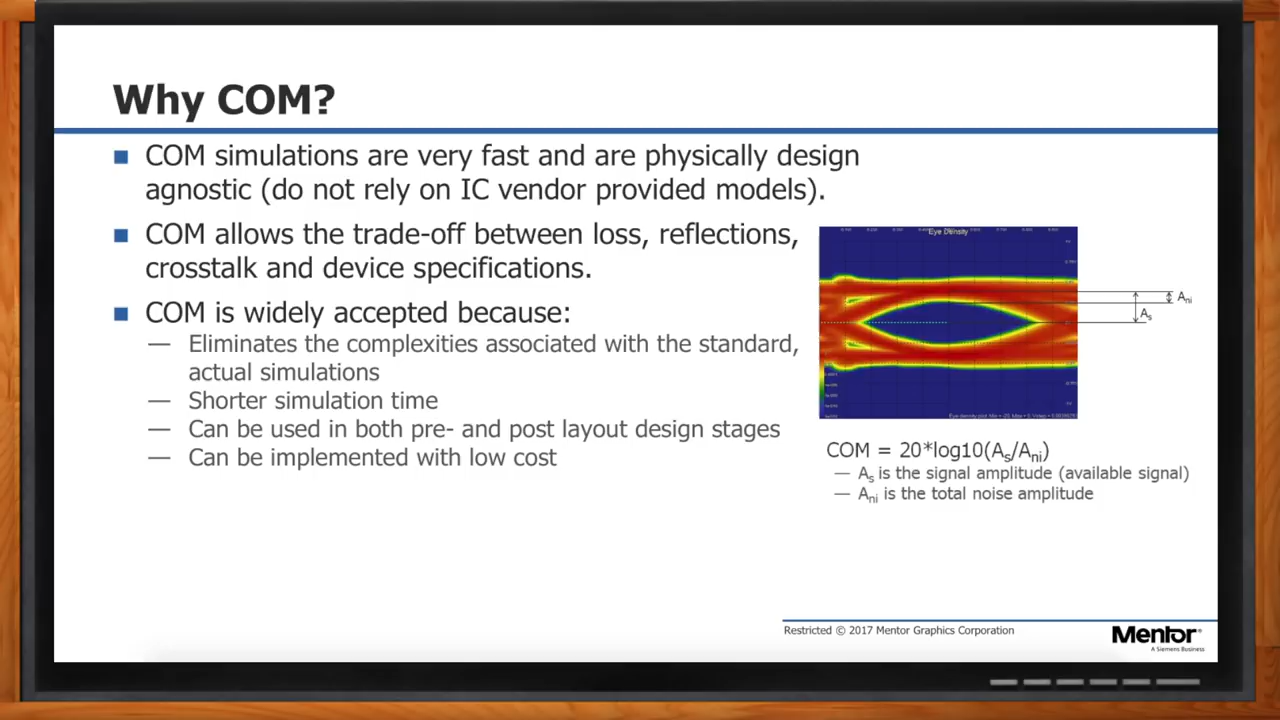 Why COM?
COM simulations are very fast and are physically design
agnostic (do not rely on IC vendor provided models).
COM allows the trade-off between loss, reflections,
crosstalk and device specifications.
COM is widely accepted because:
— Eliminates the complexities associated with the standard,
actual simulations
— Shorter simulation time
— Can be used in both pre- and post layout design stages
— Can be implemented with low cost
Eye Density
Ani
As
COM = 20*log10(As/Ani)
— As is the signal amplitude (available signal)
— Ani is the total noise amplitude
Restricted © 2017 Mentor Graphics Corporation
Mentor®
A Siemens Business